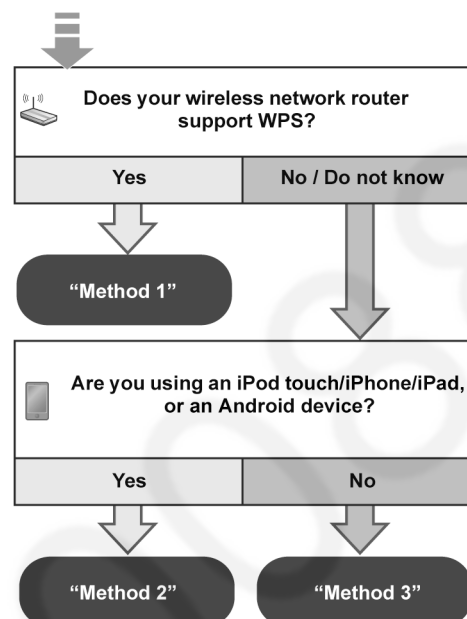 Does your wireless network router
support WPS?
Yes
No / Do not know
“Method 1”
Are you using an iPod touch/iPhone/iPad,
or an Android device?
Yes
No
“Method 2”
“Method 3”